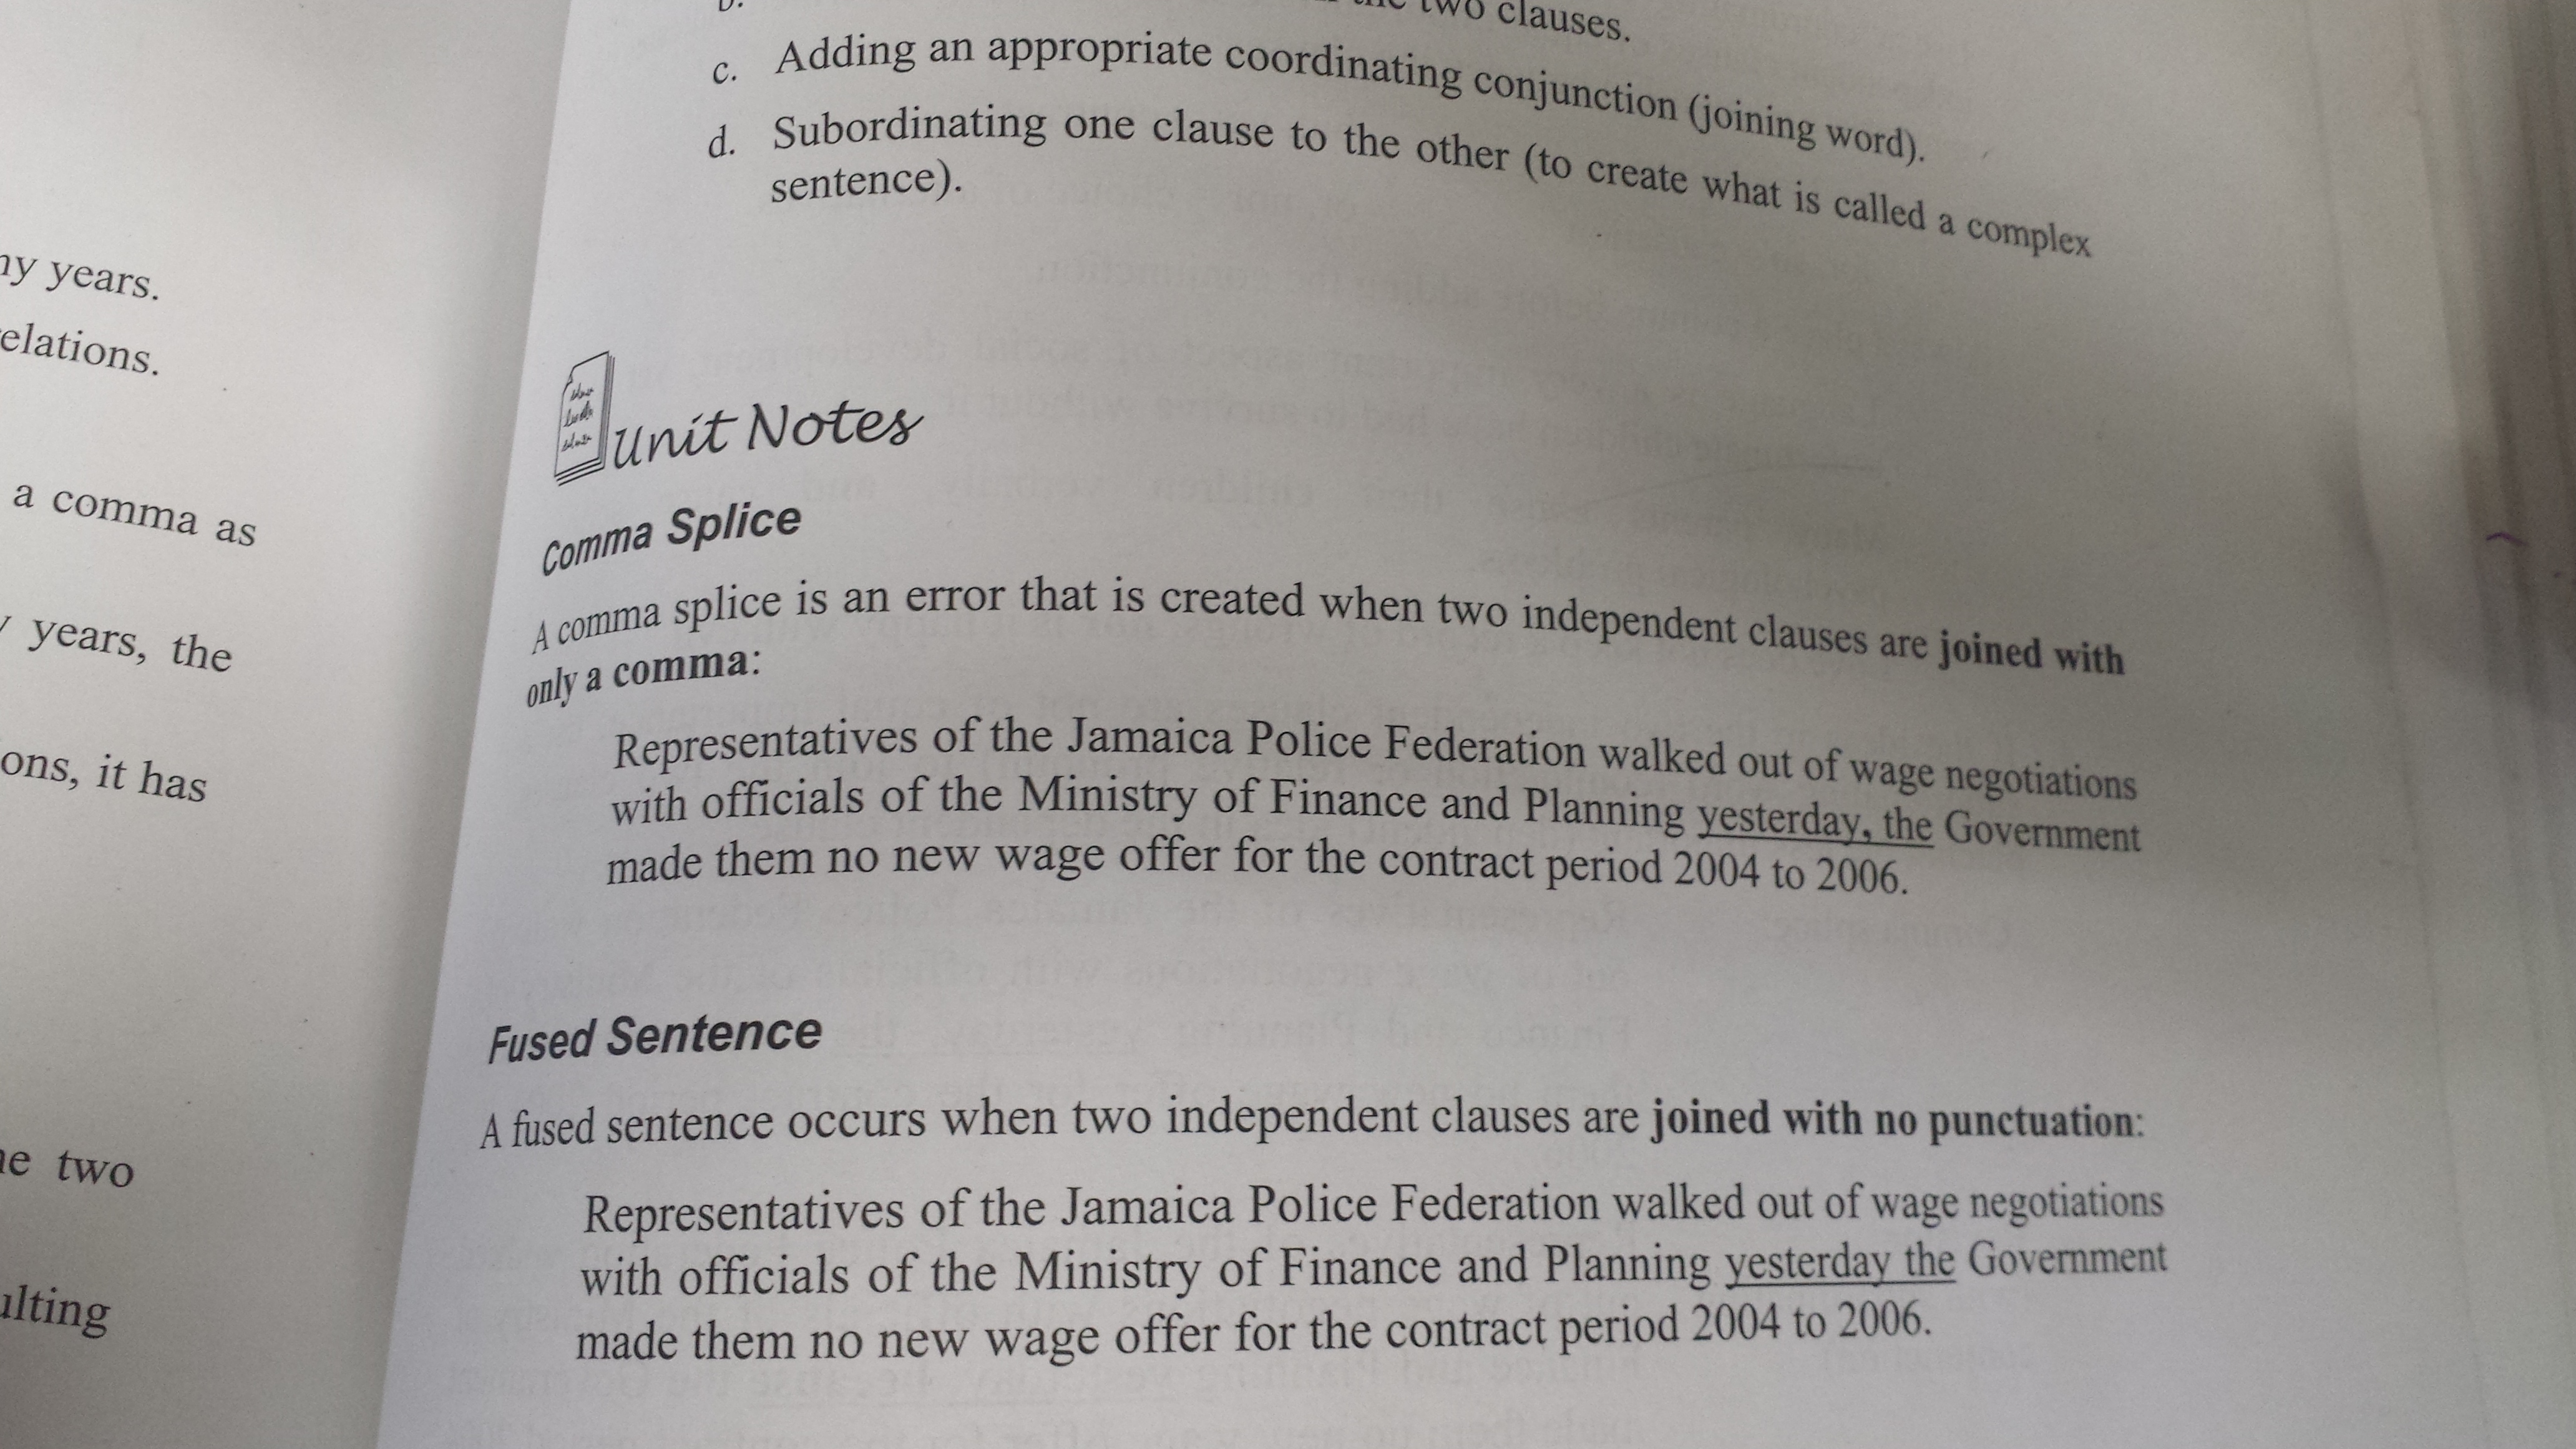 ny years.
elations.
a comma as
years, the
ons, it has
two
ulting
two clauses.
c. Adding an appropriate coordinating conjunction (joining word).
d. Subordinating one clause to the other (to create what is called a complex
sentence).
Unit Notes
Comma Splice
A comma splice is an error that is created when two independent clauses are joined with
only a comma:
Representatives of the Jamaica Police Federation walked out of wage negotiations
with officials of the Ministry of Finance and Planning yesterday, the Government
made them no new wage offer for the contract period 2004 to 2006.
Fused Sentence
A fused sentence occurs when two independent clauses are joined with no punctuation:
Representatives of the Jamaica Police Federation walked out of wage negotiations
with officials of the Ministry of Finance and Planning yesterday the Government
made them no new wage offer for the contract period 2004 to 2006.